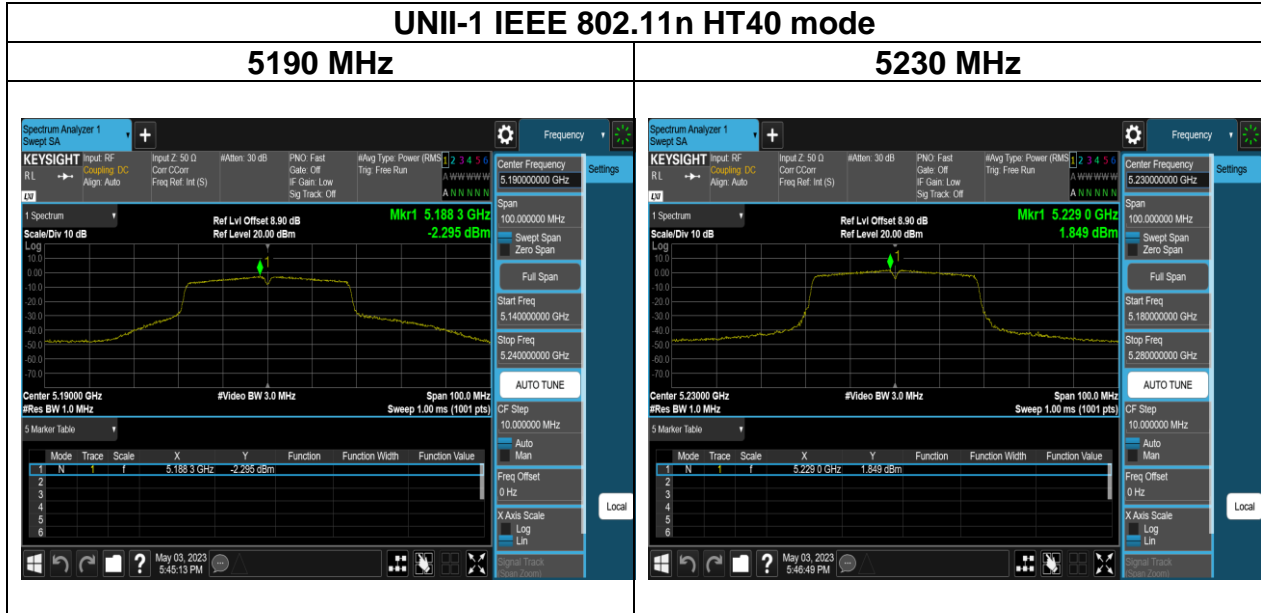 UNII-1 IEEE 802.11n HT40 mode
5190 MHz
5230 MHz
Spectrum Analyzer 1
Swept SA
+
Frequency
KEYSIGHT Input: RF Input Z: 50 Ω #Atten: 30 dB PNO: Fast #Avg Type: Power (RMS 1 2 3 4 5 6
R L Coupling: DC Corr CCorr Gate: Off Trig: Free Run
Align: Auto Freq Ref: Int (S) IF Gain: Low A W W W W W
LXI Sig Track: Off A N N N N N
Center Frequency
5.190000000 GHz
Settings
1 Spectrum
Ref Lvl Offset 8.90 dB
Mkr1 5.188 3 GHz
Scale/Div 10 dB
Ref Level 20.00 dBm
-2.295 dBm
Span
100.000000 MHz
Swept Span
Zero Span
Full Span
Start Freq
5.140000000 GHz
Stop Freq
5.240000000 GHz
AUTO TUNE
CF Step
10.000000 MHz
Auto
Man
Freq Offset
0 Hz
X Axis Scale
Log
Lin
Signal Track
(Span Zoom)
Local
Log
10.0
0.00
-10.0
-20.0
-30.0
-40.0
-50.0
-60.0
-70.0
1
Center 5.19000 GHz #Video BW 3.0 MHz Span 100.0 MHz
#Res BW 1.0 MHz Sweep 1.00 ms (1001 pts)
5 Marker Table
Mode Trace Scale X Y Function Function Width Function Value
1 N 1 f 5.188 3 GHz -2.295 dBm
2
3
4
5
6
? May 03, 2023
5:45:13 PM
Spectrum Analyzer 1
Swept SA
+
Frequency
KEYSIGHT Input: RF Input Z: 50 Ω #Atten: 30 dB PNO: Fast #Avg Type: Power (RMS 1 2 3 4 5 6
R L Coupling: DC Corr CCorr Gate: Off Trig: Free Run
Align: Auto Freq Ref: Int (S) IF Gain: Low A W W W W W
LXI Sig Track: Off A N N N N N
Center Frequency
5.230000000 GHz
Settings
1 Spectrum
Ref Lvl Offset 8.90 dB
Mkr1 5.229 0 GHz
Scale/Div 10 dB
Ref Level 20.00 dBm
1.849 dBm
Span
100.000000 MHz
Swept Span
Zero Span
Full Span
Start Freq
5.180000000 GHz
Stop Freq
5.280000000 GHz
AUTO TUNE
CF Step
10.000000 MHz
Auto
Man
Freq Offset
0 Hz
X Axis Scale
Log
Lin
Signal Track
(Span Zoom)
Local
Log
10.0
0.00
-10.0
-20.0
-30.0
-40.0
-50.0
-60.0
-70.0
1
Center 5.23000 GHz #Video BW 3.0 MHz Span 100.0 MHz
#Res BW 1.0 MHz Sweep 1.00 ms (1001 pts)
5 Marker Table
Mode Trace Scale X Y Function Function Width Function Value
1 N 1 f 5.229 0 GHz 1.849 dBm
2
3
4
5
6
? May 03, 2023
5:46:49 PM